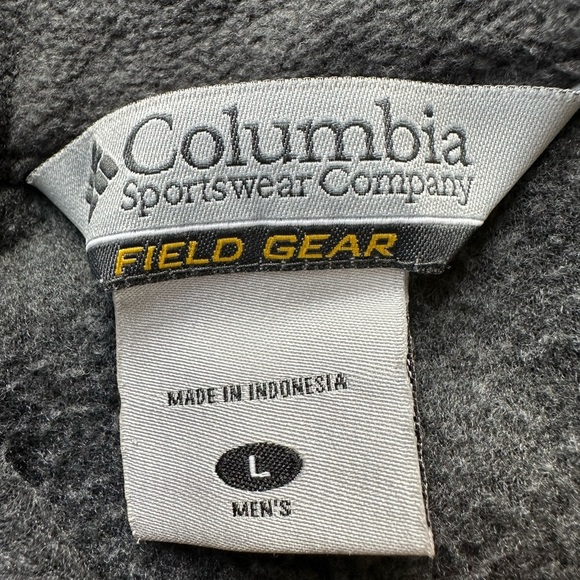 Columbia
Sportswear Company
FIELD GEAR
MADE IN INDONESIA
L
MEN'S